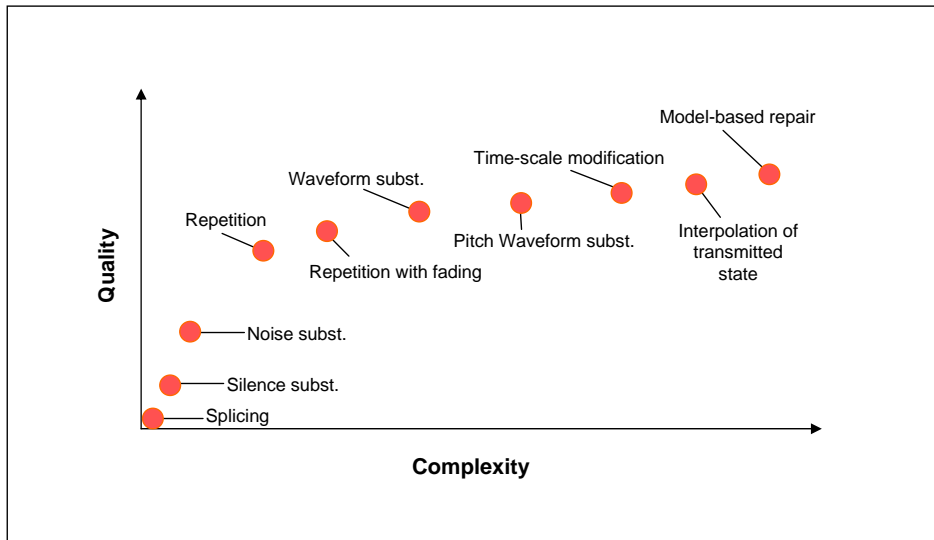 Model-based repair
Time-scale modification
Waveform subst.
Repetition
Pitch Waveform subst.
Interpolation of
transmitted
state
Repetition with fading
Quality
Noise subst.
Silence subst.
Splicing
Complexity